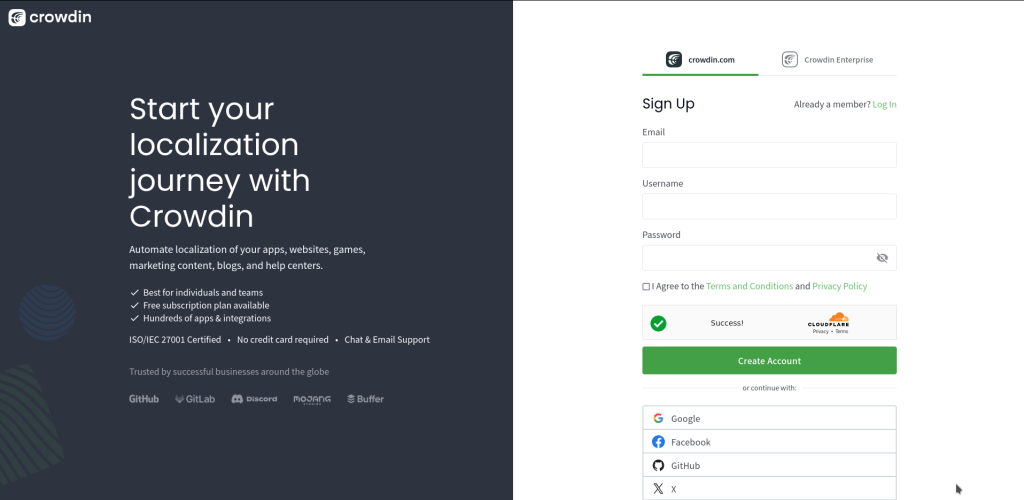 crowdin
Start your
localization
journey with
Crowdin
Automate localization of your apps, websites, games,
marketing content, blogs, and help centers.
Best for individuals and teams
Free subscription plan available
Hundreds of apps & integrations
ISO/IEC 27001 Certified • No credit card required • Chat & Email Support
Trusted by successful businesses around the globe
GitHub GitLab Discord MOJANG STUDIOS Buffer
crowdin.com Crowdin Enterprise
Sign Up Already a member? Log In
Email
Username
Password
I Agree to the Terms and Conditions and Privacy Policy
Success! CLOUDFLARE
Privacy • Terms
Create Account
or continue with:
Google
Facebook
GitHub
X